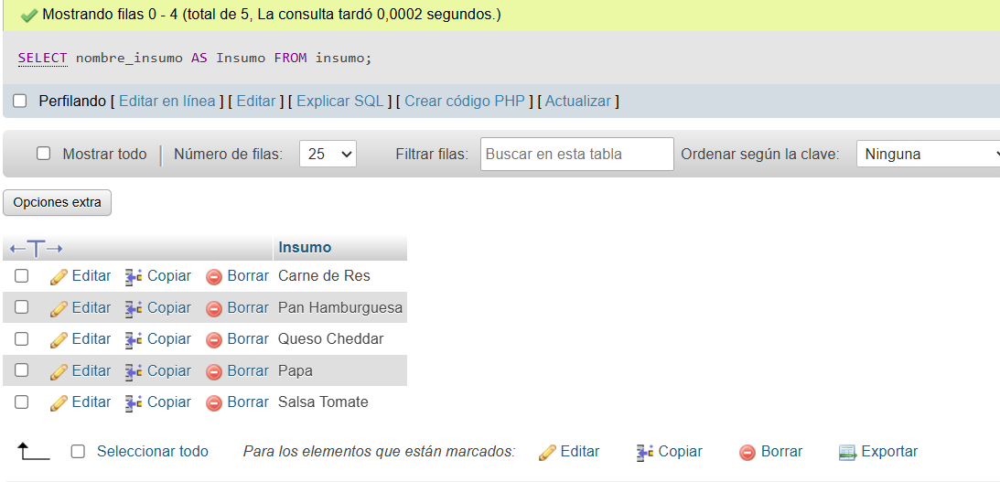 Mostrando filas 0 - 4 (total de 5, La consulta tardó 0,0002 segundos.)
SELECT nombre_insumo AS Insumo FROM insumo;
Perfilando [ Editar en línea ] [ Editar ] [ Explicar SQL ] [ Crear código PHP ] [ Actualizar ]
Mostrar todo | Número de filas: 25 Filtrar filas: Buscar en esta tabla Ordenar según la clave: Ninguna
Opciones extra
←T→ Insumo
Editar Copiar Borrar Carne de Res
Editar Copiar Borrar Pan Hamburguesa
Editar Copiar Borrar Queso Cheddar
Editar Copiar Borrar Papa
Editar Copiar Borrar Salsa Tomate
Seleccionar todo Para los elementos que están marcados: Editar Copiar Borrar Exportar